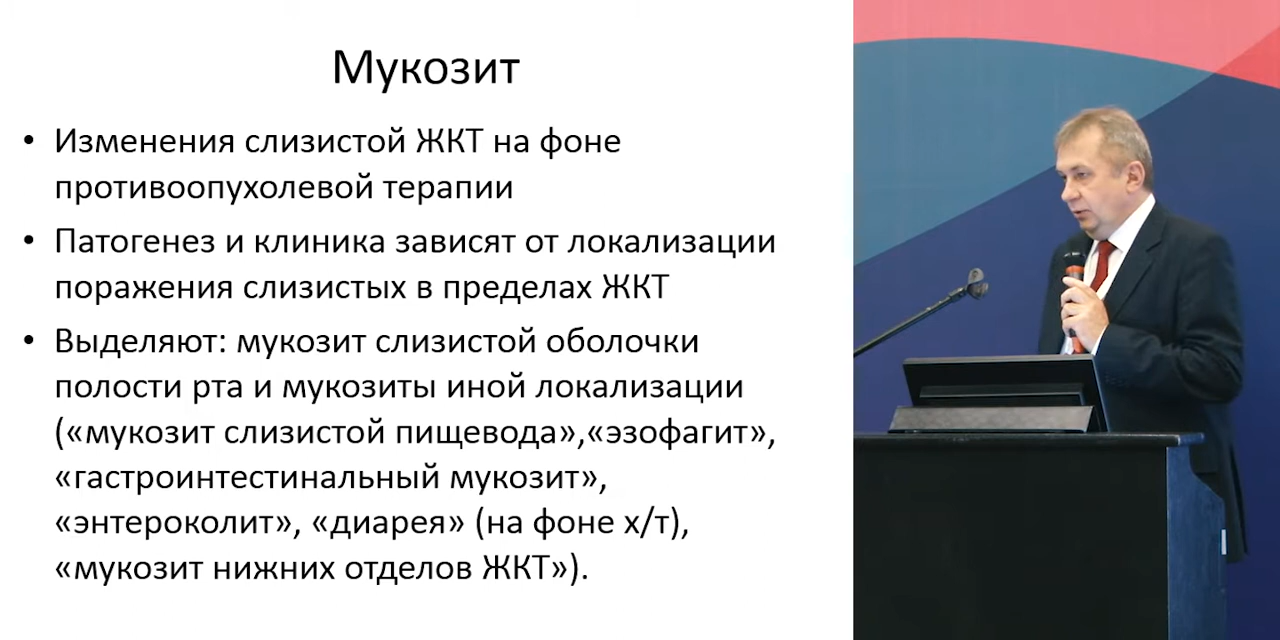 Мукозит
• Изменения слизистой ЖКТ на фоне
противоопухолевой терапии
• Патогенез и клиника зависят от локализации
поражения слизистых в пределах ЖКТ
• Выделяют: мукозит слизистой оболочки
полости рта и мукозиты иной локализации
(«мукозит слизистой пищевода»,«эзофагит»,
«гастроинтестинальный мукозит»,
«энтероколит», «диарея» (на фоне х/т),
«мукозит нижних отделов ЖКТ»).